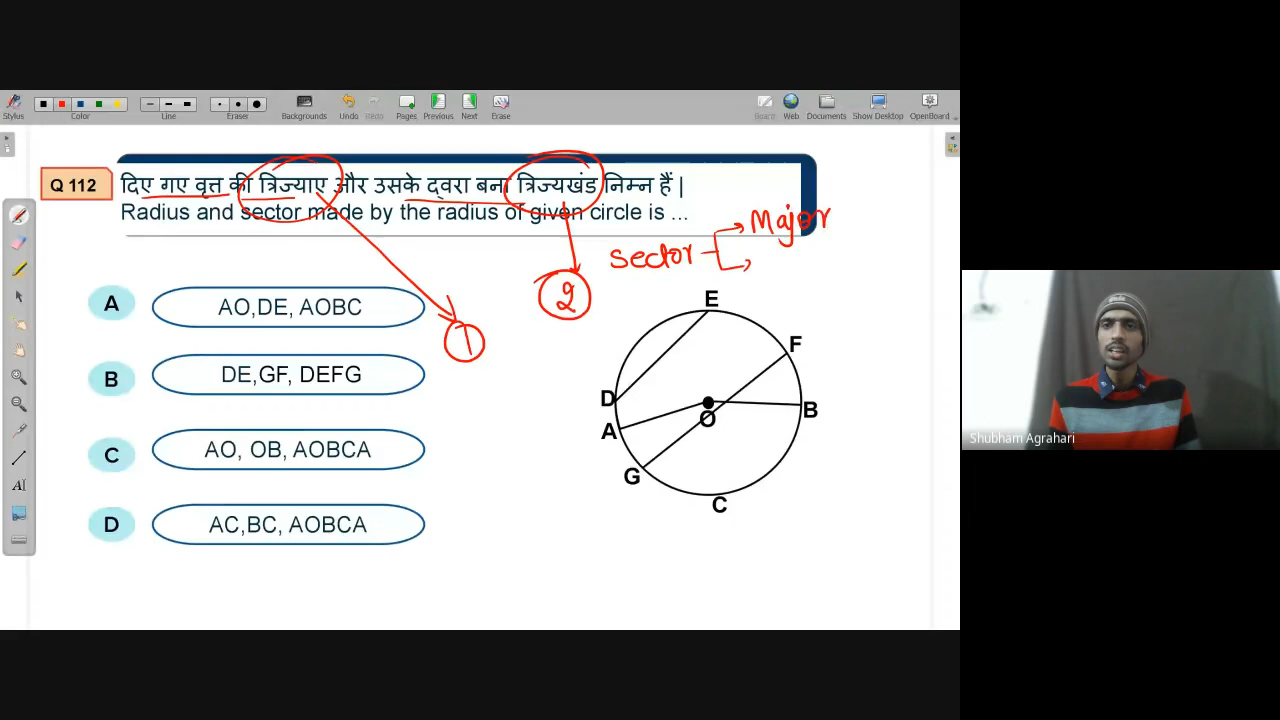 Stylus
Color
Line
Eraser
Backgrounds
Undo
Redo
Pages
Previous
Next
Erase
Board
Web
Documents
Show Desktop
OpenBoard
Q 112
दिए गए वृत्त की त्रिज्याए और उसके द्वरा बना त्रिज्यखंड निम्न हैं |
Radius and sector made by the radius of given circle is ...
sector
Major
1
2
A
AO,DE, AOBC
B
DE,GF, DEFG
C
AO, OB, AOBCA
D
AC,BC, AOBCA
E
F
D
O
B
A
G
C
Shubham Agrahari
AI